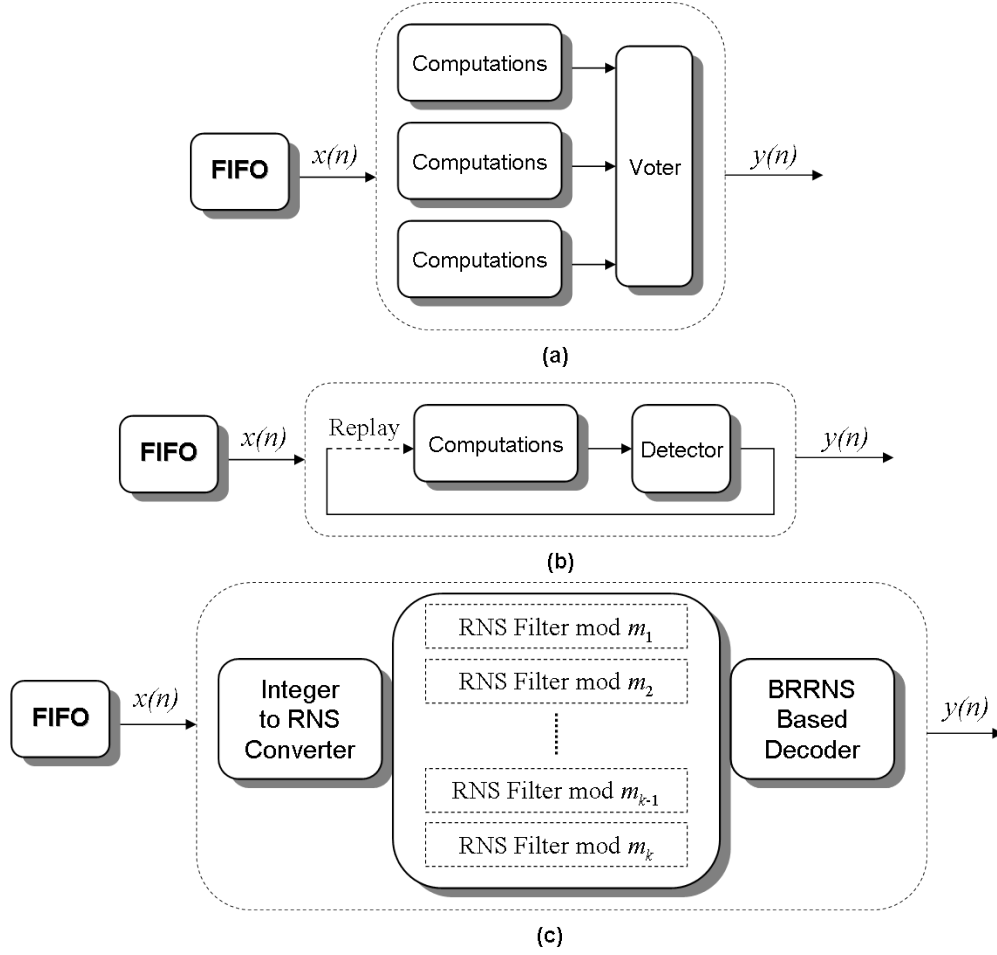 Computations
FIFO
x(n)
Computations
Voter
y(n)
Computations
(a)
FIFO
x(n)
Replay
Computations
Detector
y(n)
(b)
FIFO
x(n)
Integer
to RNS
Converter
RNS Filter mod m1
RNS Filter mod m2
RNS Filter mod mk-1
RNS Filter mod mk
BRRNS
Based
Decoder
y(n)
(c)